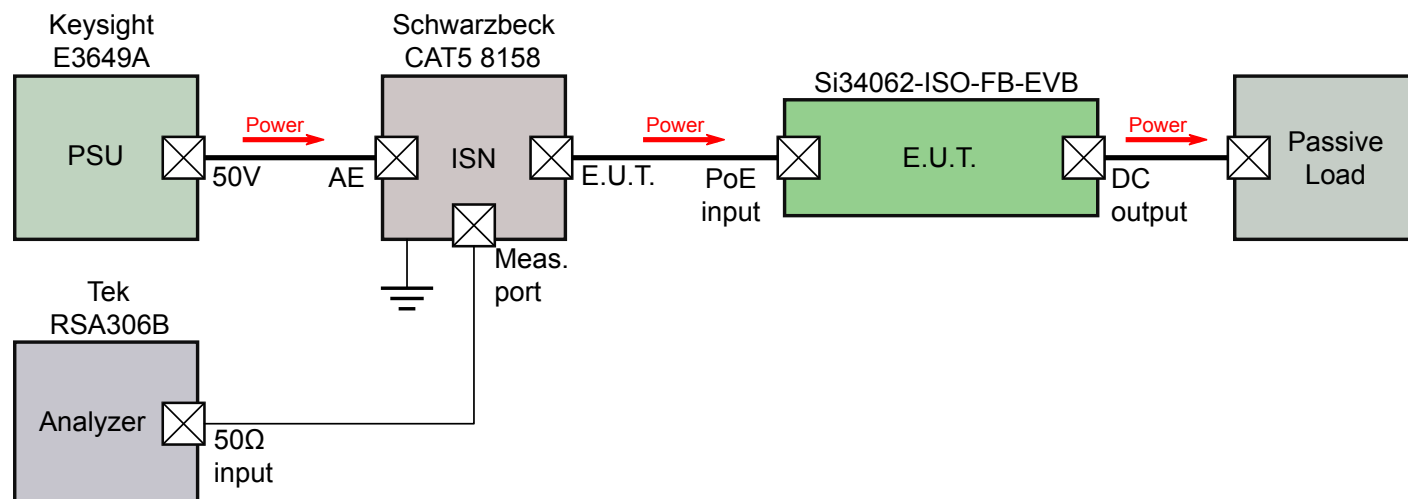 Keysight
E3649A
PSU
50V
Power
Schwarzbeck
CAT5 8158
AE
ISN
E.U.T.
Meas.
port
Power
Si34062-ISO-FB-EVB
PoE
input
E.U.T.
DC
output
Power
Passive
Load
Tek
RSA306B
Analyzer
50Ω
input